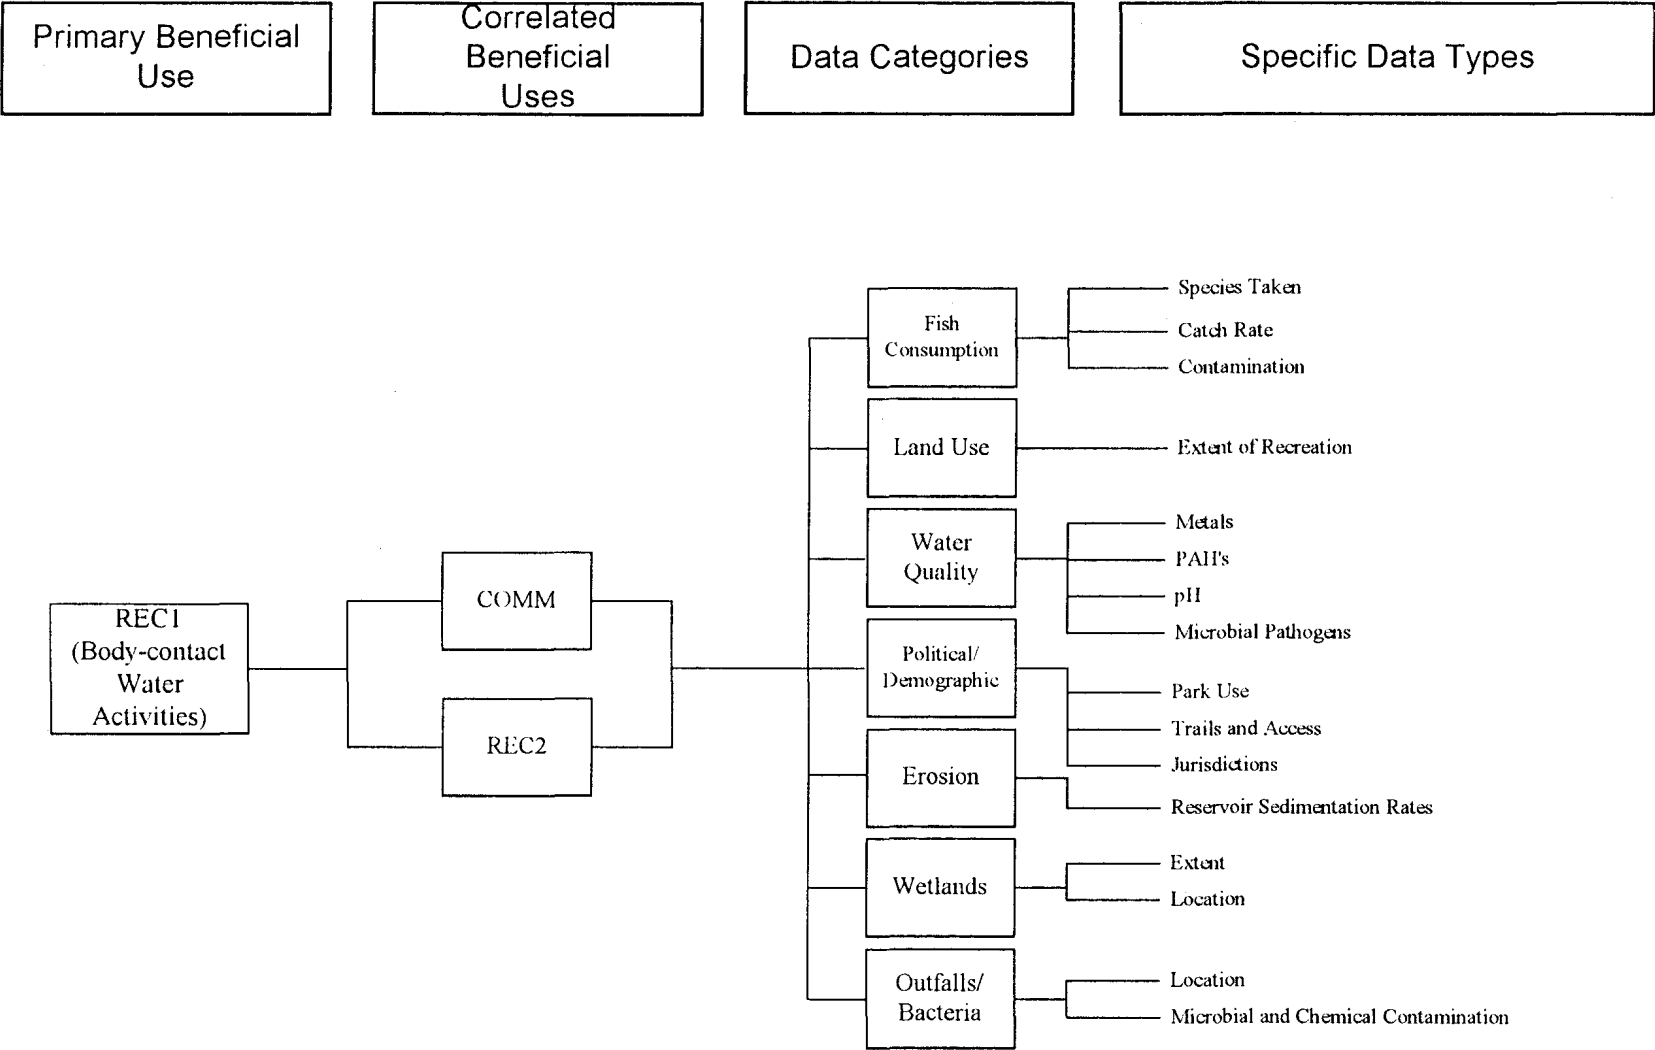 Primary Beneficial
Use
Correlated
Beneficial
Uses
Data Categories
Specific Data Types
REC1
(Body-contact
Water
Activities)
COMM
REC2
Fish
Consumption
Species Taken
Catch Rate
Contamination
Land Use
Extent of Recreation
Water
Quality
Metals
PAH's
pH
Microbial Pathogens
Political/
Demographic
Park Use
Trails and Access
Jurisdictions
Erosion
Reservoir Sedimentation Rates
Wetlands
Extent
Location
Outfalls/
Bacteria
Location
Microbial and Chemical Contamination